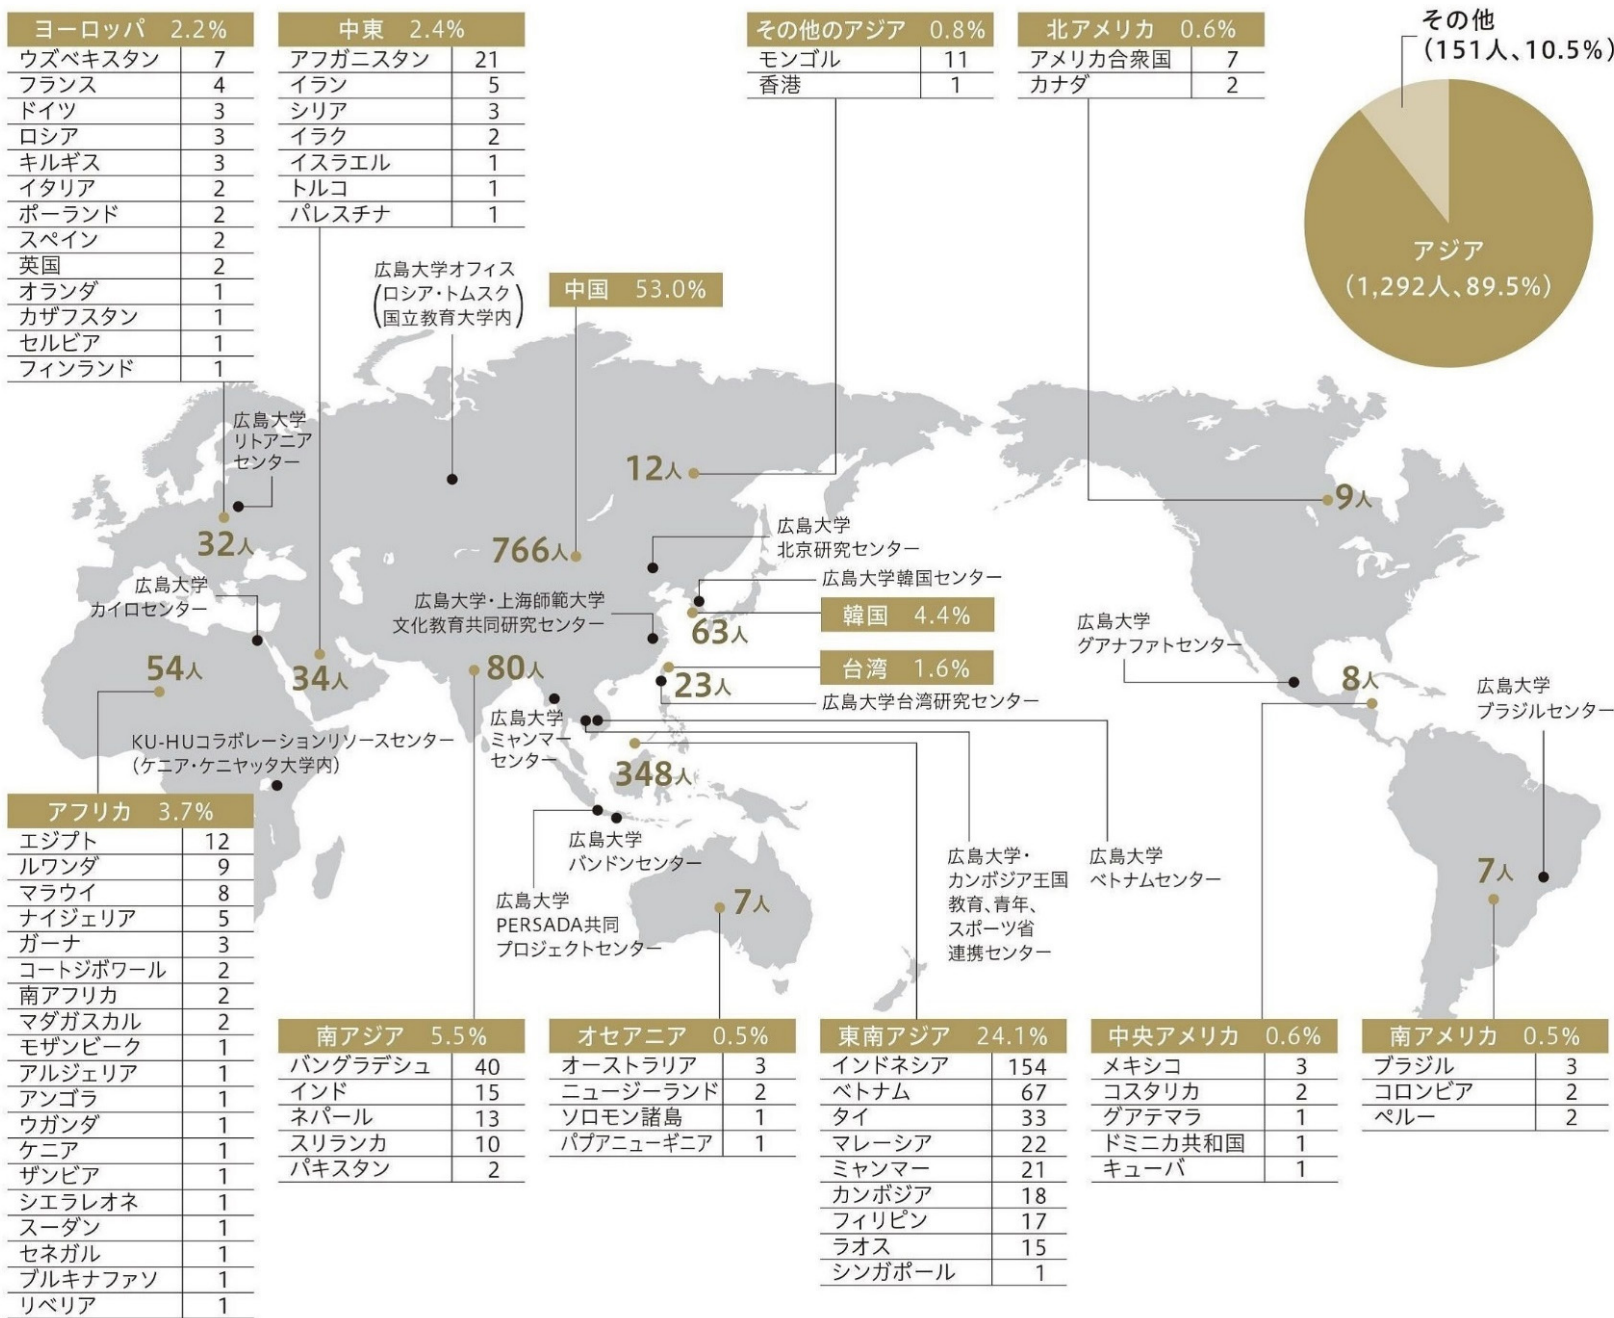 ヨーロッパ 2.2%
ウズベキスタン 7
フランス 4
ドイツ 3
ロシア 3
キルギス 3
イタリア 2
ポーランド 2
スペイン 2
英国 2
オランダ 1
カザフスタン 1
セルビア 1
フィンランド 1
中東 2.4%
アフガニスタン 21
イラン 5
シリア 3
イラク 2
イスラエル 1
トルコ 1
パレスチナ 1
その他のアジア 0.8%
モンゴル 11
香港 1
北アメリカ 0.6%
アメリカ合衆国 7
カナダ 2
その他
(151人、10.5%)
アジア
(1,292人、89.5%)
広島大学オフィス
(ロシア・トムスク
国立教育大学内)
中国 53.0%
広島大学
リトアニア
センター
32人
12人
9人
766人
広島大学
北京研究センター
広島大学韓国センター
広島大学
カイロセンター
広島大学・上海師範大学
文化教育共同研究センター
韓国 4.4%
63人
広島大学
グアナファトセンター
54人
34人
80人
台湾 1.6%
23人
広島大学台湾研究センター
8人
広島大学
ブラジルセンター
広島大学
ミャンマー
センター
KU-HUコラボレーションリソースセンター
(ケニア・ケニヤッタ大学内)
348人
広島大学
バンドンセンター
広島大学
PERSADA共同
プロジェクトセンター
広島大学・
カンボジア王国
教育、青年、
スポーツ省
連携センター
広島大学
ベトナムセンター
7人
7人
アフリカ 3.7%
エジプト 12
ルワンダ 9
マラウイ 8
ナイジェリア 5
ガーナ 3
コートジボワール 2
南アフリカ 2
マダガスカル 2
モザンビーク 1
アルジェリア 1
アンゴラ 1
ウガンダ 1
ケニア 1
ザンビア 1
シエラレオネ 1
スーダン 1
セネガル 1
ブルキナファソ 1
リベリア 1
南アジア 5.5%
バングラデシュ 40
インド 15
ネパール 13
スリランカ 10
パキスタン 2
オセアニア 0.5%
オーストラリア 3
ニュージーランド 2
ソロモン諸島 1
パプアニューギニア 1
東南アジア 24.1%
インドネシア 154
ベトナム 67
タイ 33
マレーシア 22
ミャンマー 21
カンボジア 18
フィリピン 17
ラオス 15
シンガポール 1
中央アメリカ 0.6%
メキシコ 3
コスタリカ 2
グアテマラ 1
ドミニカ共和国 1
キューバ 1
南アメリカ 0.5%
ブラジル 3
コロンビア 2
ペルー 2